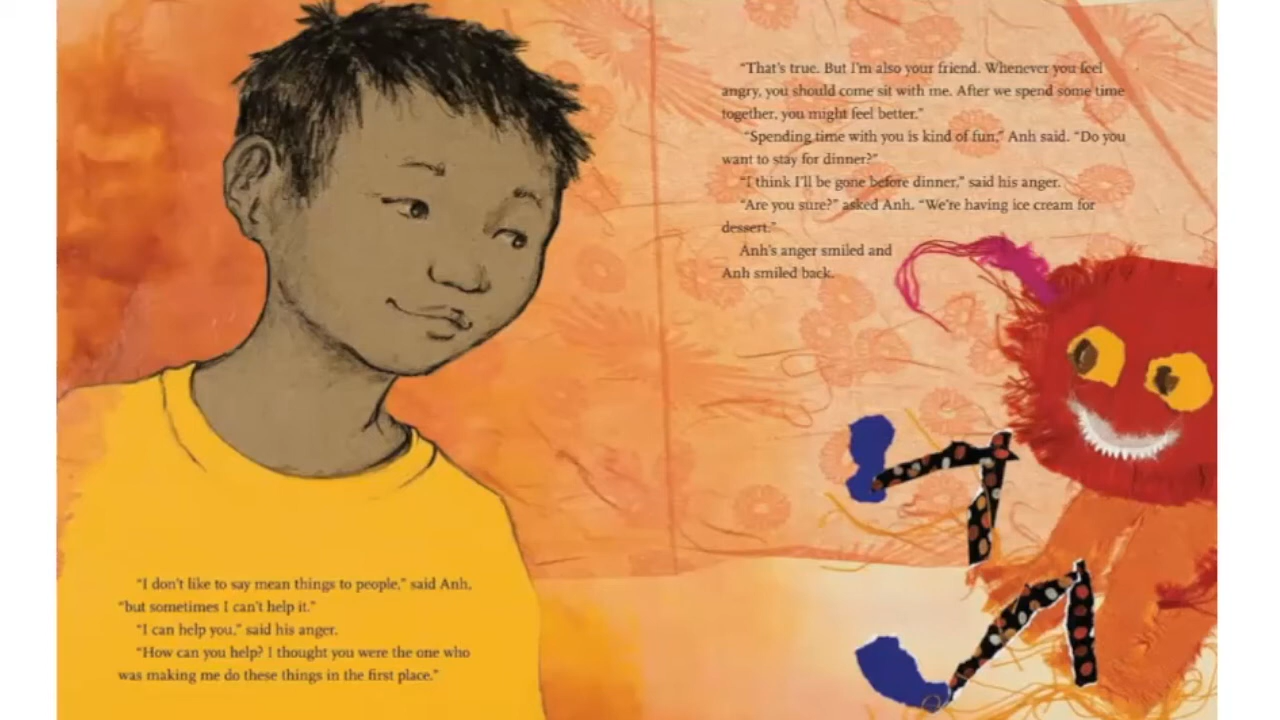 "I don't like to say mean things to people," said Anh,
"but sometimes I can't help it."
"I can help you," said his anger.
"How can you help? I thought you were the one who
was making me do these things in the first place."
"That's true. But I'm also your friend. Whenever you feel
angry, you should come sit with me. After we spend some time
together, you might feel better."
"Spending time with you is kind of fun," Anh said. "Do you
want to stay for dinner?"
"I think I'll be gone before dinner," said his anger.
"Are you sure?" asked Anh. "We're having ice cream for
dessert."
Anh's anger smiled and
Anh smiled back.